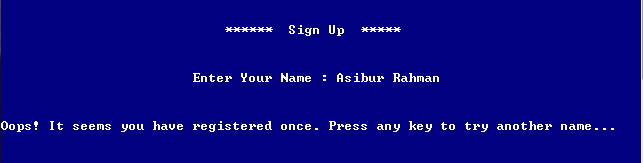 ****** Sign Up *****
Enter Your Name : Asibur Rahman
Oops! It seems you have registered once. Press any key to try another name...